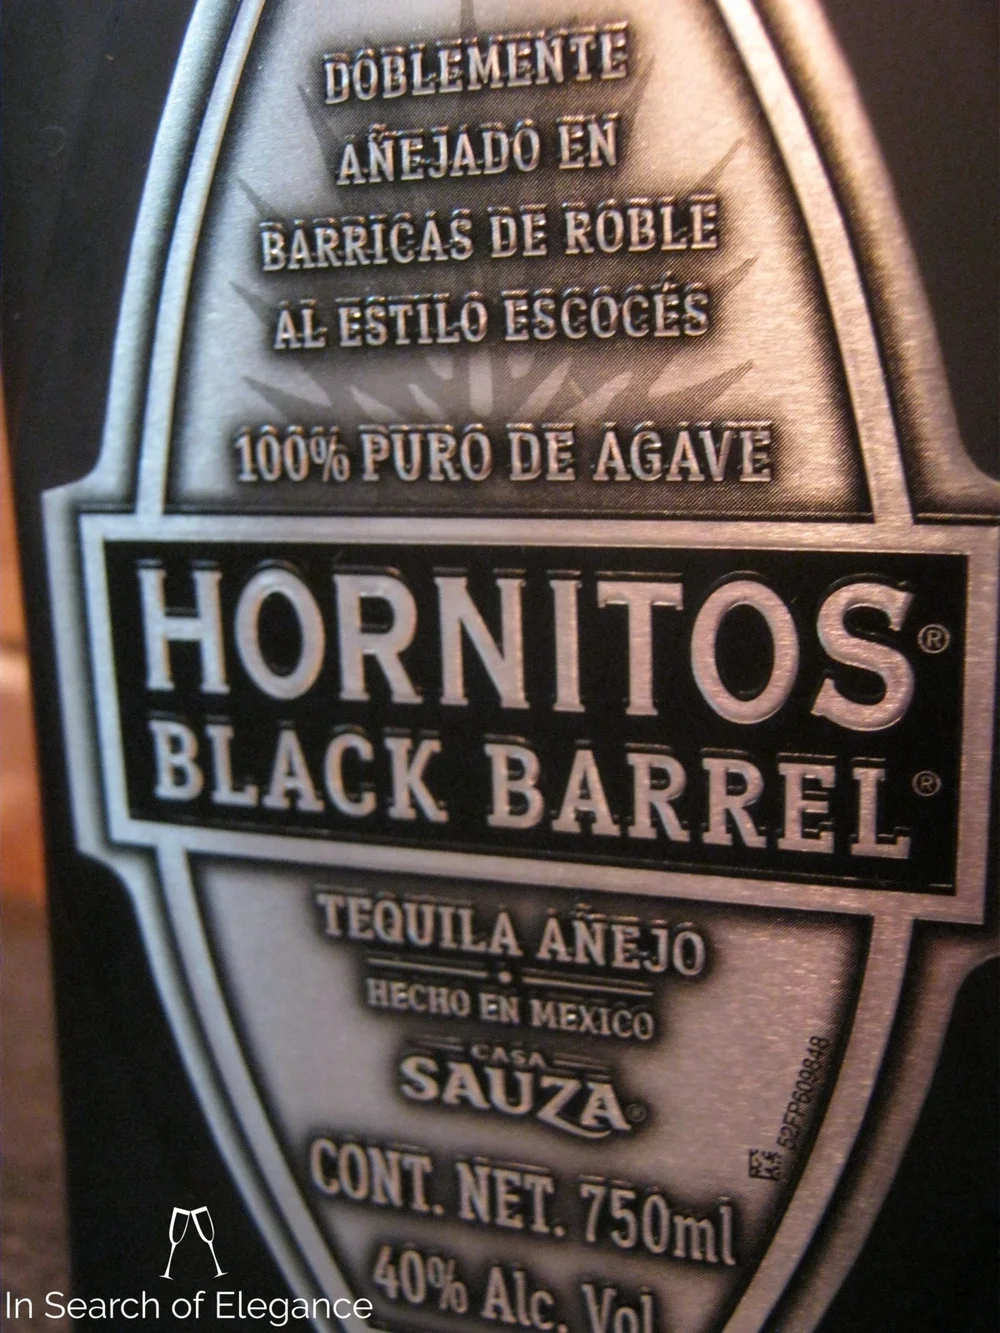 DOBLEMENTE
AÑEJADO EN
BARRICAS DE ROBLE
AL ESTILO ESCOCÉS
100% PURO DE AGAVE
HORNITOS®
BLACK BARREL®
TEQUILA AÑEJO
HECHO EN MEXICO
CASA
SAUZA®
52FP609848
CONT. NET. 750ml
40% Alc. Vol
In Search of Elegance